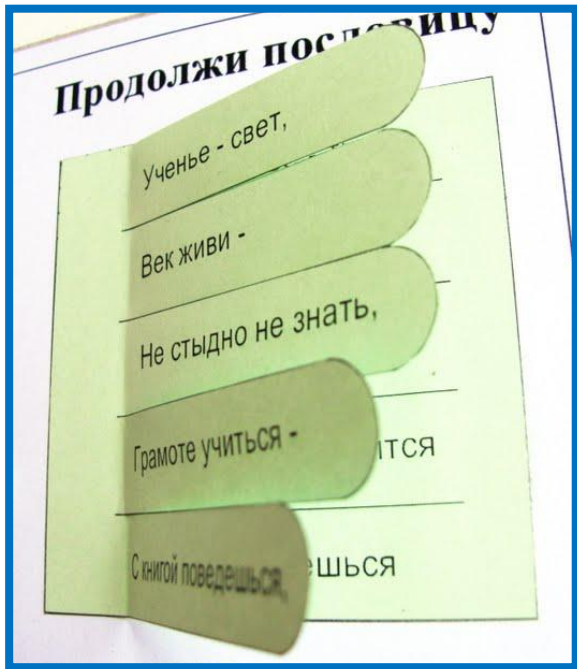 Продолжи пословицу
Ученье - свет,
Век живи -
Не стыдно не знать,
Грамоте учиться - ится
С книгой поведешься, ешься